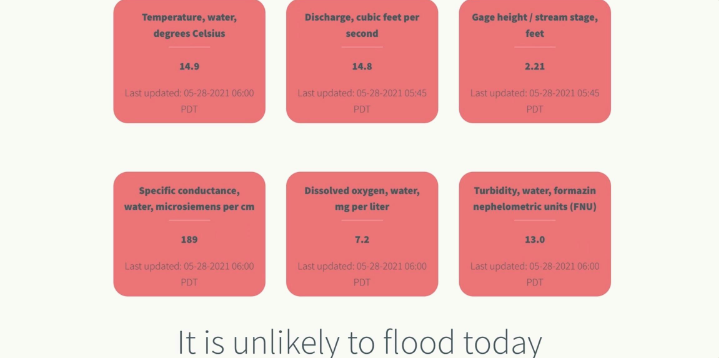 Temperature, water,
degrees Celsius
14.9
Last updated: 05-28-2021 06:00
PDT
Discharge, cubic feet per
second
14.8
Last updated: 05-28-2021 05:45
PDT
Gage height / stream stage,
feet
2.21
Last updated: 05-28-2021 05:45
PDT
Specific conductance,
water, microsiemens per cm
189
Last updated: 05-28-2021 06:00
PDT
Dissolved oxygen, water,
mg per liter
7.2
Last updated: 05-28-2021 06:00
PDT
Turbidity, water, formazin
nephelometric units (FNU)
13.0
Last updated: 05-28-2021 06:00
PDT
It is unlikely to flood today